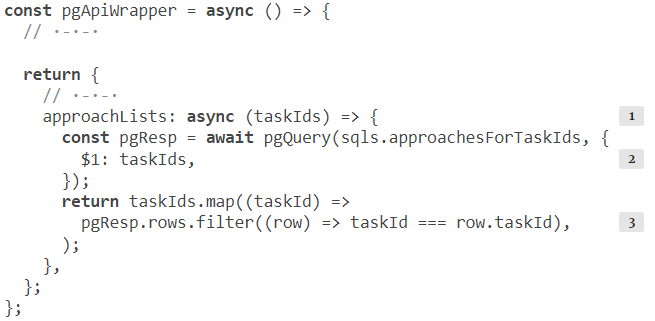 const pgApiWrapper = async () => {
  // ·-·-·

  return {
    // ·-·-·
    approachLists: async (taskIds) => { 1
      const pgResp = await pgQuery(sqls.approachesForTaskIds, {
        $1: taskIds, 2
      });
      return taskIds.map((taskId) =>
        pgResp.rows.filter((row) => taskId === row.taskId), 3
      );
    },
  };
};